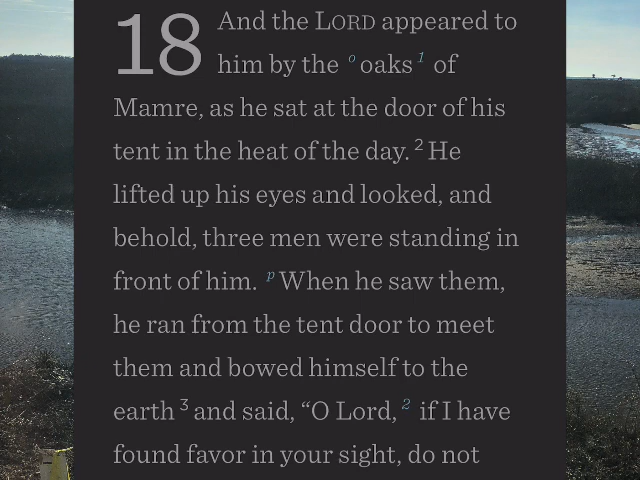 18 And the LORD appeared to
him by the o oaks 1 of
Mamre, as he sat at the door of his
tent in the heat of the day. 2 He
lifted up his eyes and looked, and
behold, three men were standing in
front of him. p When he saw them,
he ran from the tent door to meet
them and bowed himself to the
earth 3 and said, “O Lord, 2 if I have
found favor in your sight, do not